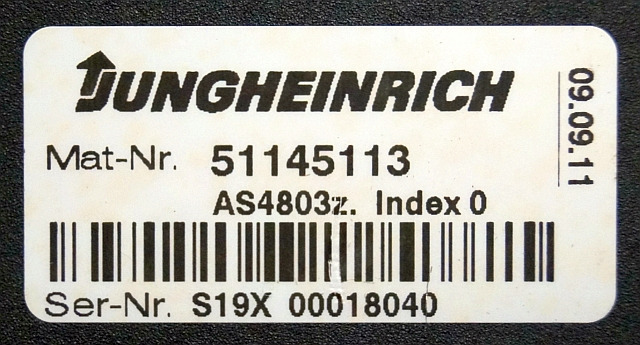 JUNGHEINRICH
Mat-Nr. 51145113
AS4803z. Index 0
Ser-Nr. S19X 00018040
09.09.11